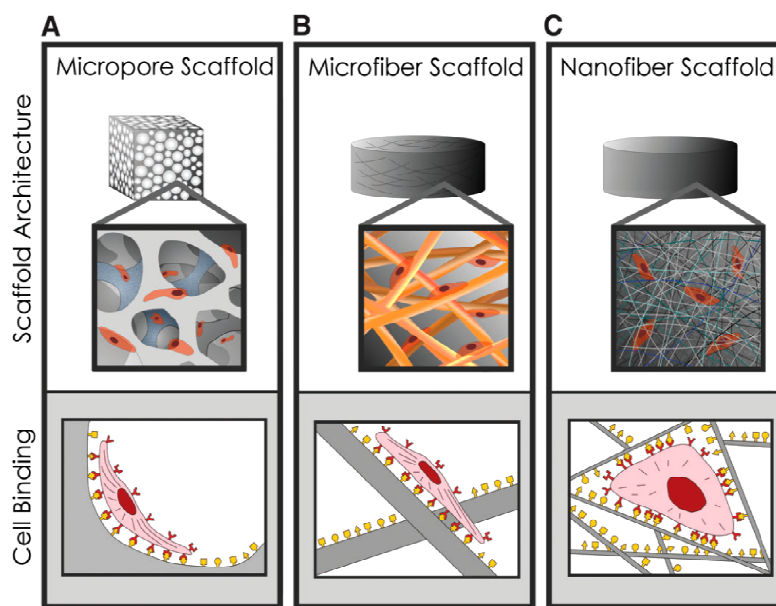 A
B
C
Micropore Scaffold
Microfiber Scaffold
Nanofiber Scaffold
Scaffold Architecture
Cell Binding